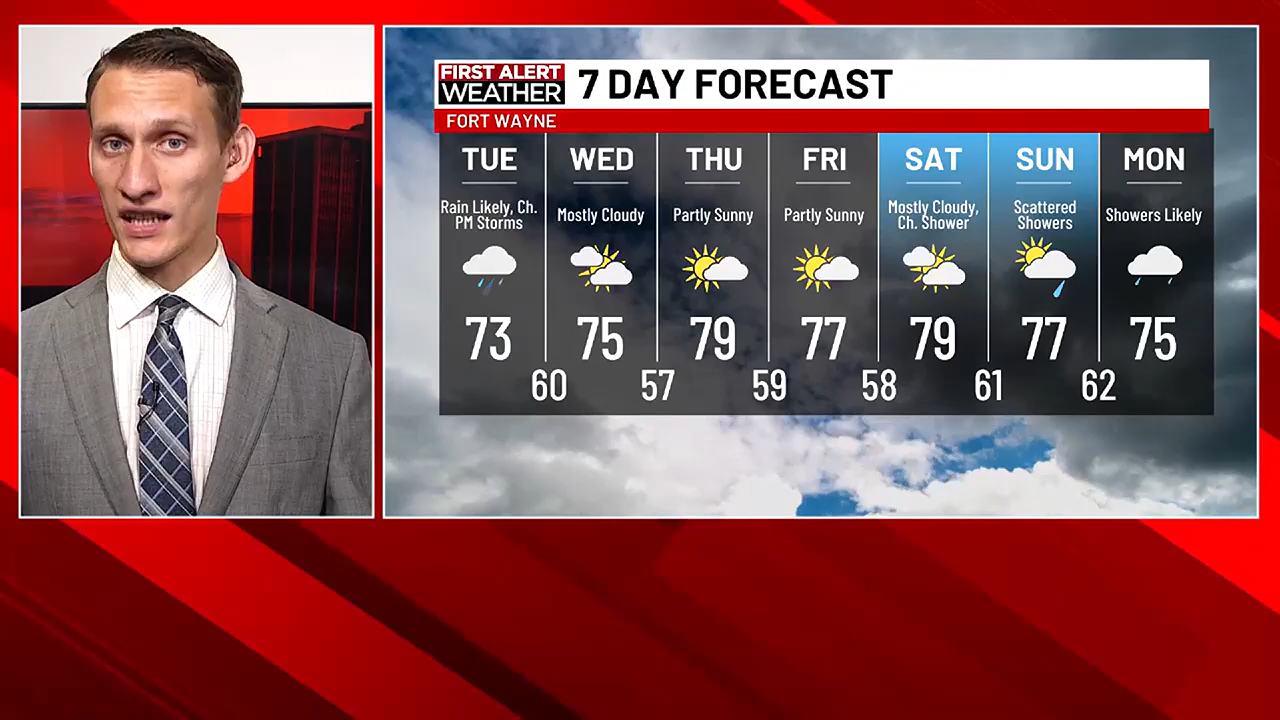 FIRST ALERT
WEATHER
7 DAY FORECAST
FORT WAYNE
TUE WED THU FRI SAT SUN MON
Rain Likely, Ch.
PM Storms
Mostly Cloudy
Partly Sunny
Partly Sunny
Mostly Cloudy,
Ch. Shower
Scattered
Showers
Showers Likely
73 75 79 77 79 77 75
60 57 59 58 61 62